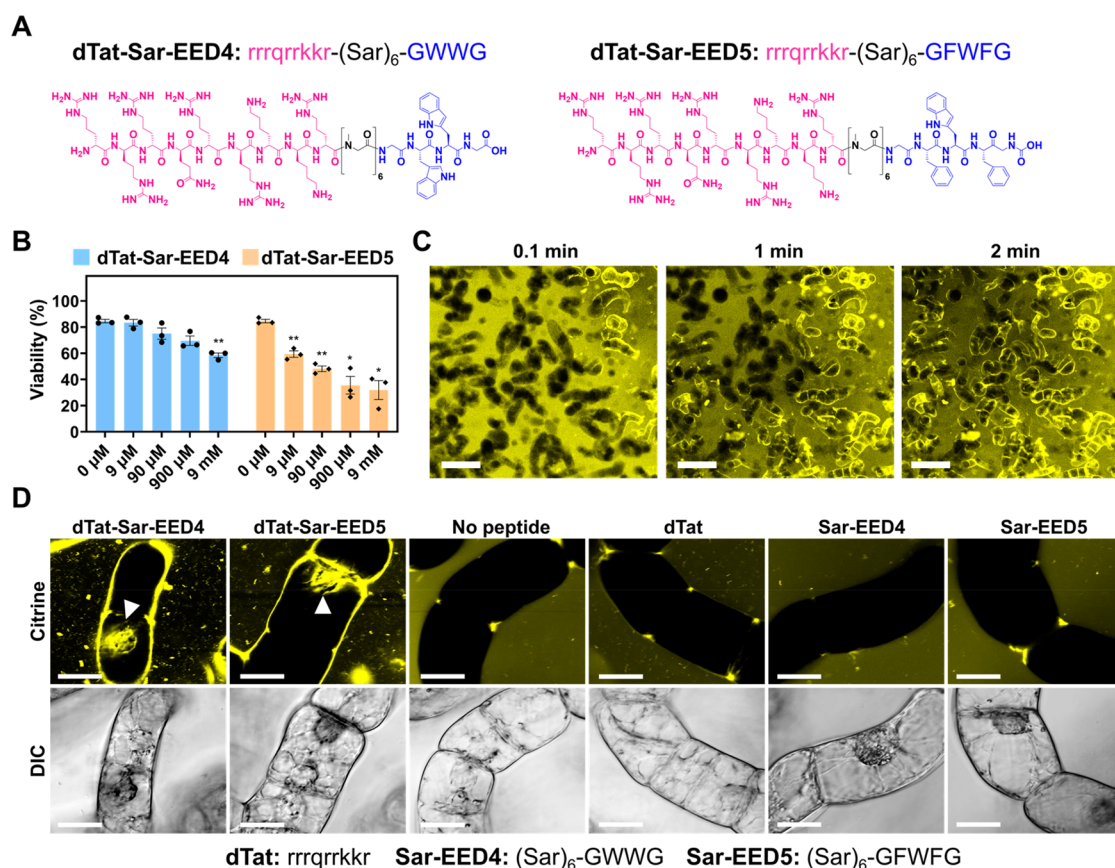 A
dTat-Sar-EED4: rrrqrrkkr-(Sar)6-GWWG
dTat-Sar-EED5: rrrqrrkkr-(Sar)6-GFWFG
B
dTat-Sar-EED4 dTat-Sar-EED5
Viability (%)
100
80
60
40
20
0
** ** ** * *
0 µM 9 µM 90 µM 900 µM 9 mM 0 µM 9 µM 90 µM 900 µM 9 mM
C
0.1 min 1 min 2 min
D
dTat-Sar-EED4 dTat-Sar-EED5 No peptide dTat Sar-EED4 Sar-EED5
Citrine
DIC
dTat: rrrqrrkkr Sar-EED4: (Sar)6-GWWG Sar-EED5: (Sar)6-GFWFG